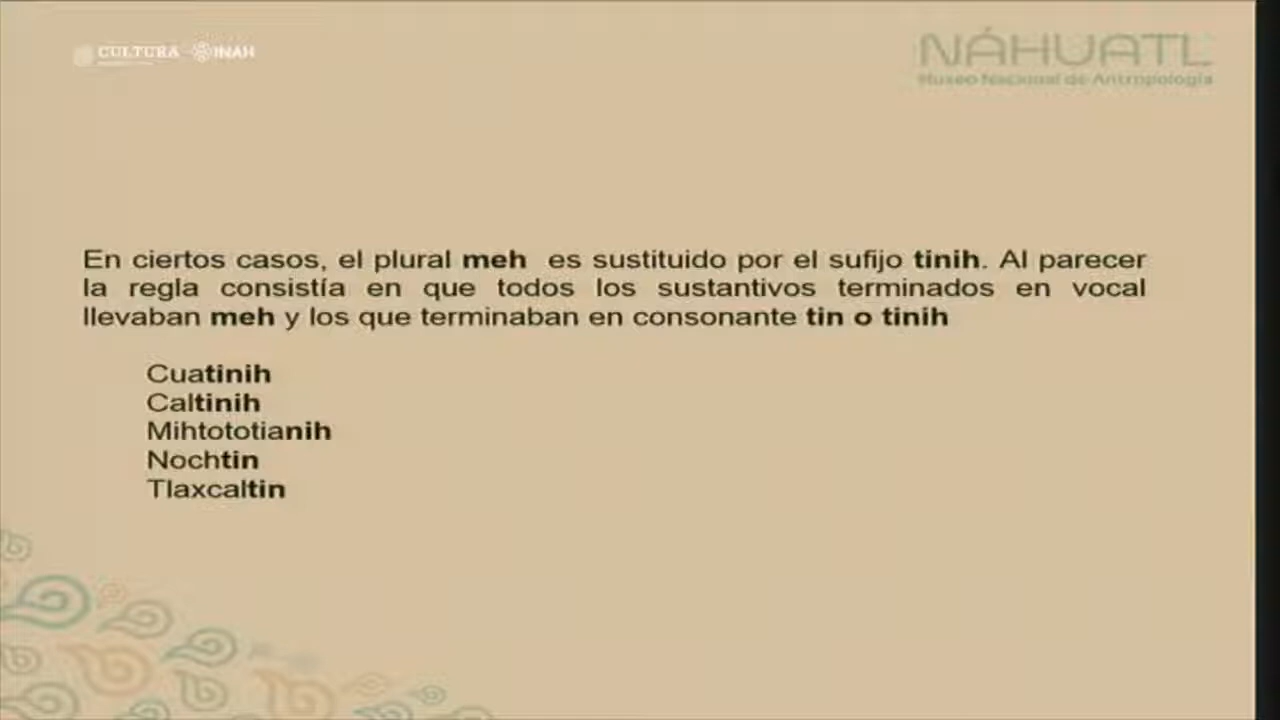 CULTURA INAH
NÁHUATL
Museo Nacional de Antropología
En ciertos casos, el plural meh es sustituido por el sufijo tinih. Al parecer
la regla consistía en que todos los sustantivos terminados en vocal
llevaban meh y los que terminaban en consonante tin o tinih
Cuatinih
Caltinih
Mihtototianih
Nochtin
Tlaxcaltin